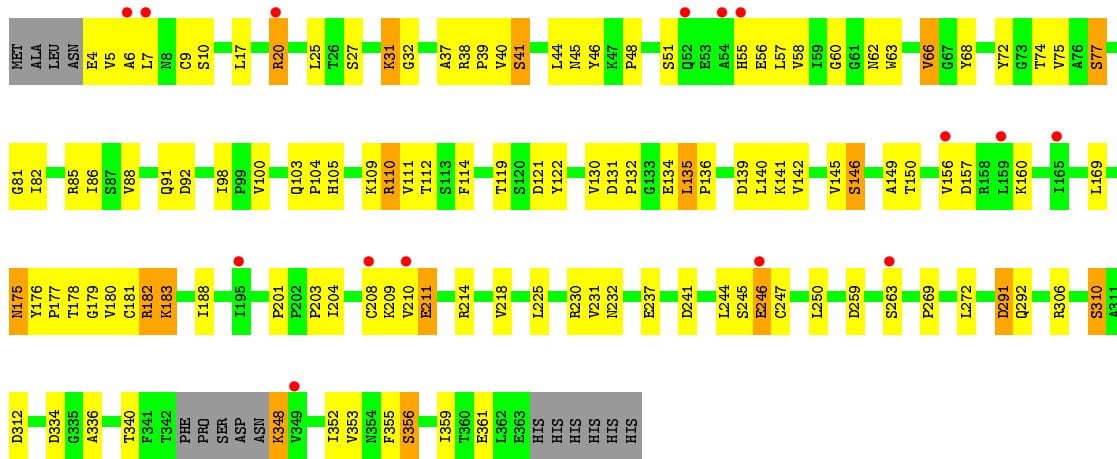 MET ALA LEU ASN E4 V5 A6 L7 N8 C9 S10 L17 R20 L25 T26 S27 K31 G32 A37 R38 P39 V40 S41 L44 N45 Y46 K47 P48 S51 Q52 E53 A54 H55 E56 L57 V58 I59 G60 G61 N62 W63 V66 G67 Y68 Y72 G73 T74 V75 A76 S77
G81 I82 R85 I86 S87 V88 Q91 D92 I98 P99 V100 Q103 P104 H105 K109 R110 V111 T112 S113 F114 T119 S120 D121 Y122 V130 D131 P132 G133 E134 L135 P136 D139 L140 K141 V142 V145 S146 A149 T150 V156 D157 R158 L159 K160 I165 L169
N175 Y176 P177 T178 G179 V180 C181 R182 K183 I188 I195 P201 P202 P203 I204 C208 K209 V210 E211 R214 V218 L225 R230 V231 N232 E237 D241 L244 S245 E246 C247 L250 D259 S263 P269 L272 D291 Q292 R306 S310 A311
D312 D334 G335 A336 T340 F341 T342 PHE PRO SER ASP ASN K348 V349 I352 V353 N354 F355 S356 I359 T360 E361 L362 E363 HIS HIS HIS HIS HIS HIS